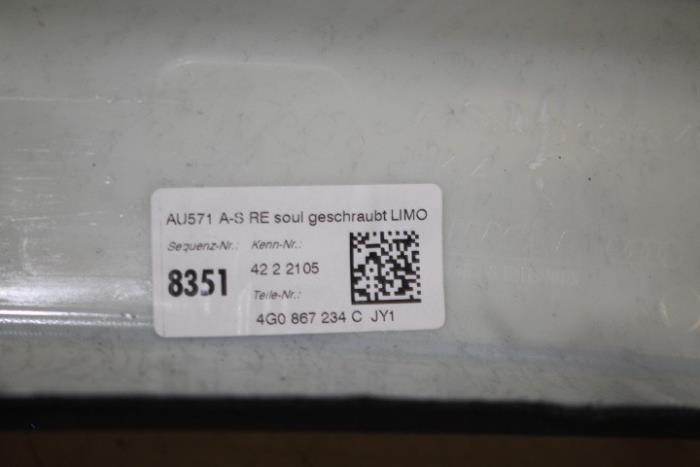 AU571 A-S RE soul geschraubt LIMO
Sequenz-Nr.: Kenn-Nr.:
8351 42 2 2105
Teile-Nr.:
4G0 867 234 C JY1